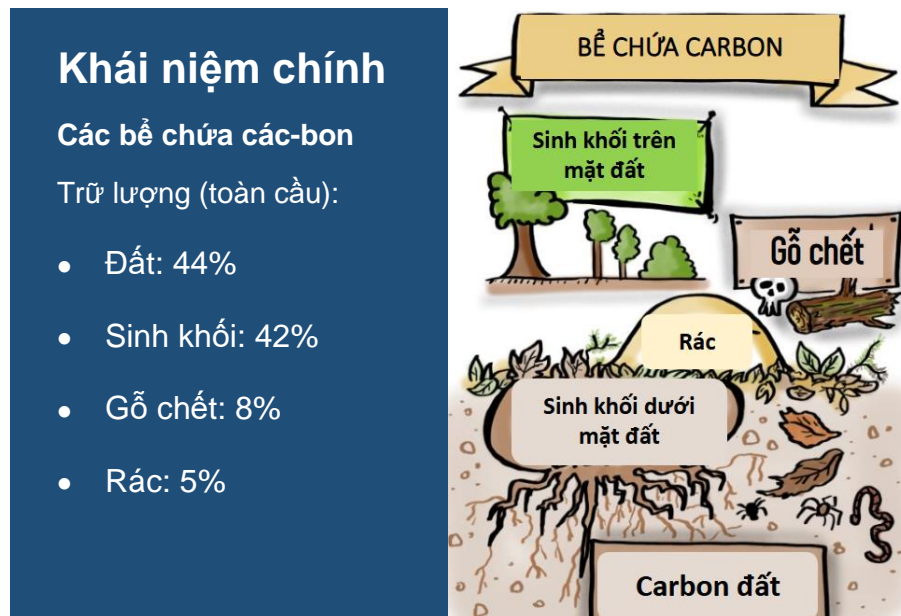 Khái niệm chính
Các bể chứa các-bon
Trữ lượng (toàn cầu):
• Đất: 44%
• Sinh khối: 42%
• Gỗ chết: 8%
• Rác: 5%
BỂ CHỨA CARBON
Sinh khối trên
mặt đất
Gỗ chết
Rác
Sinh khối dưới
mặt đất
Carbon đất